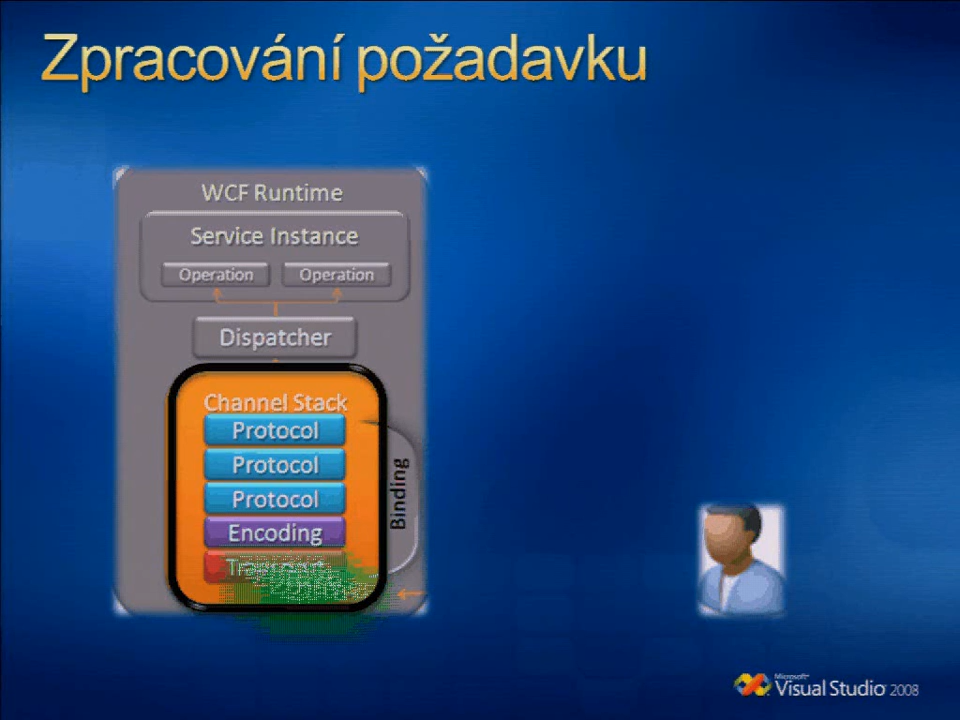 Zpracování požadavku
WCF Runtime
Service Instance
Operation Operation
Dispatcher
Channel Stack
Protocol
Protocol
Protocol
Encoding
Binding
Microsoft
Visual Studio 2008